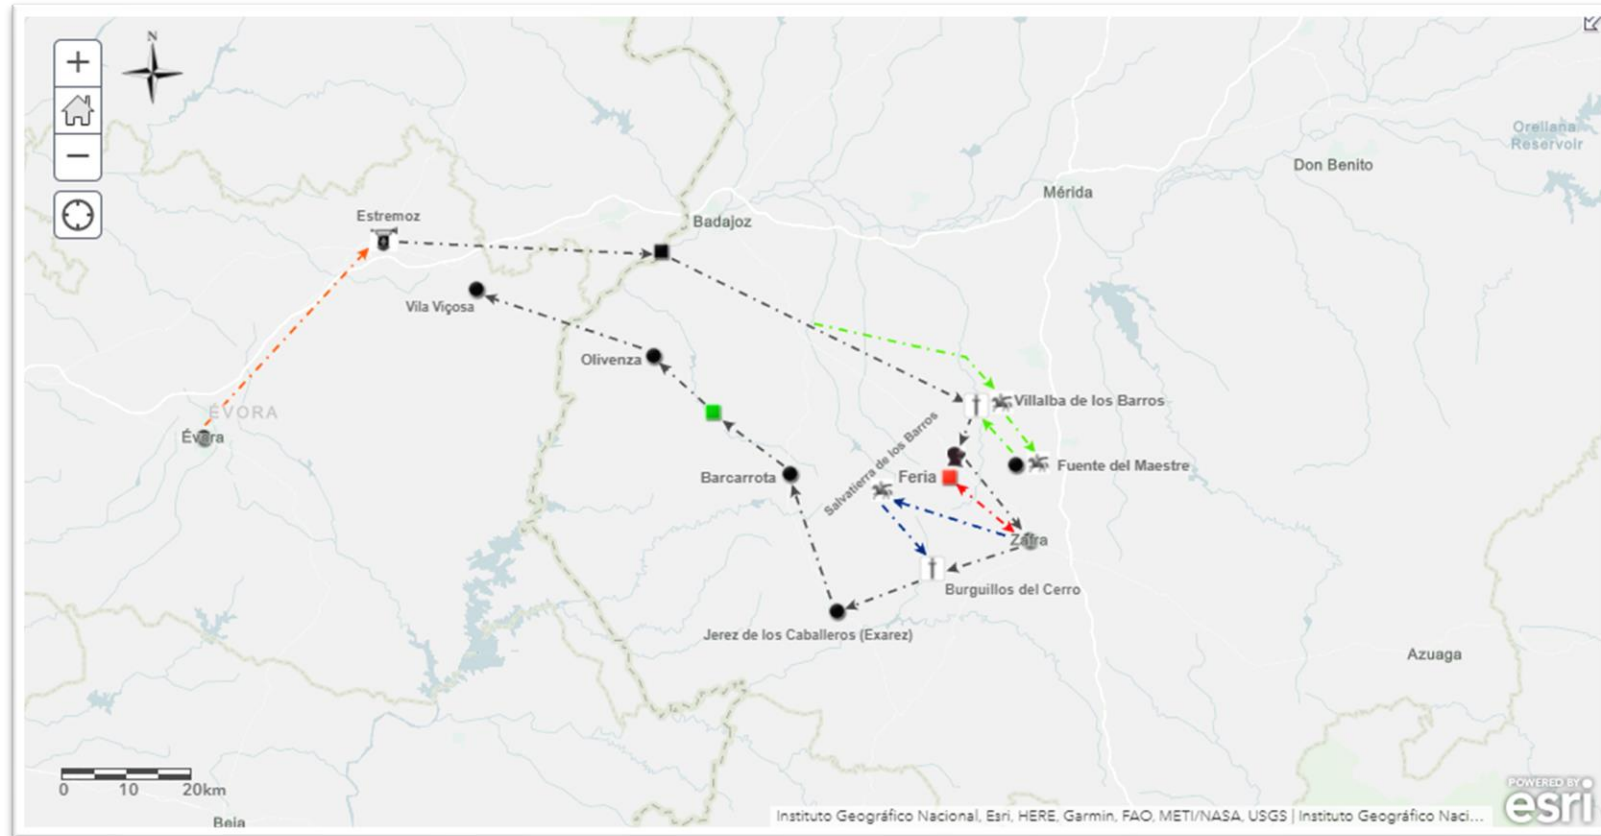 N
+
−
Orellana
Reservoir
Don Benito
Mérida
Estremoz
Badajoz
Vila Viçosa
Olivenza
Villalba de los Barros
ÉVORA
Évora
Salvatierra de los Barros
Fuente del Maestre
Feria
Barcarrota
Zafra
Burguillos del Cerro
Jerez de los Caballeros (Exarez)
Azuaga
0 10 20km
Beja
POWERED BY
esri
Instituto Geográfico Nacional, Esri, HERE, Garmin, FAO, METI/NASA, USGS | Instituto Geográfico Naci...